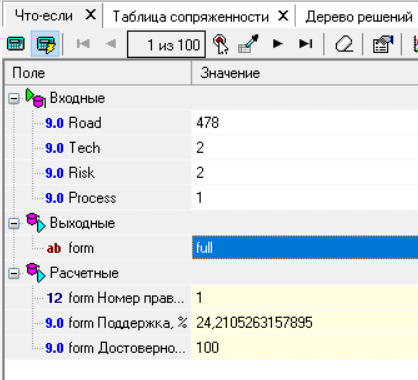 Что-если X Таблица сопряженности X Дерево решений
1 из 100
Поле Значение
Входные
9.0 Road 478
9.0 Tech 2
9.0 Risk 2
9.0 Process 1
Выходные
ab form full
Расчетные
12 form Номер прав... 1
9.0 form Поддержка, % 24,2105263157895
9.0 form Достоверно... 100